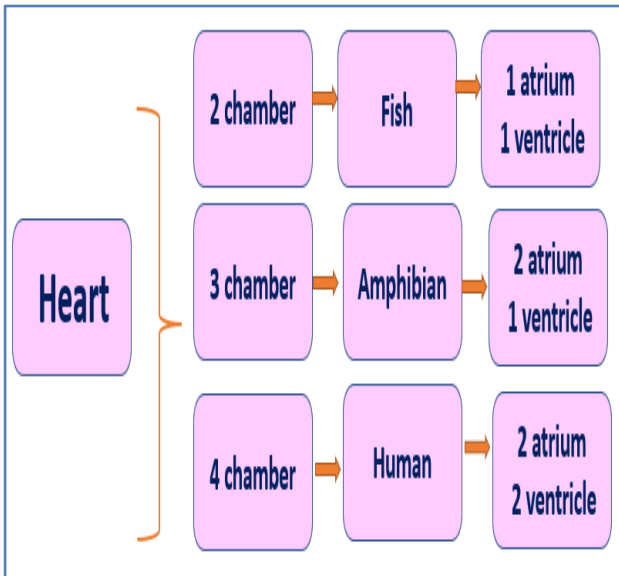 Heart
2 chamber
Fish
1 atrium
1 ventricle
3 chamber
Amphibian
2 atrium
1 ventricle
4 chamber
Human
2 atrium
2 ventricle